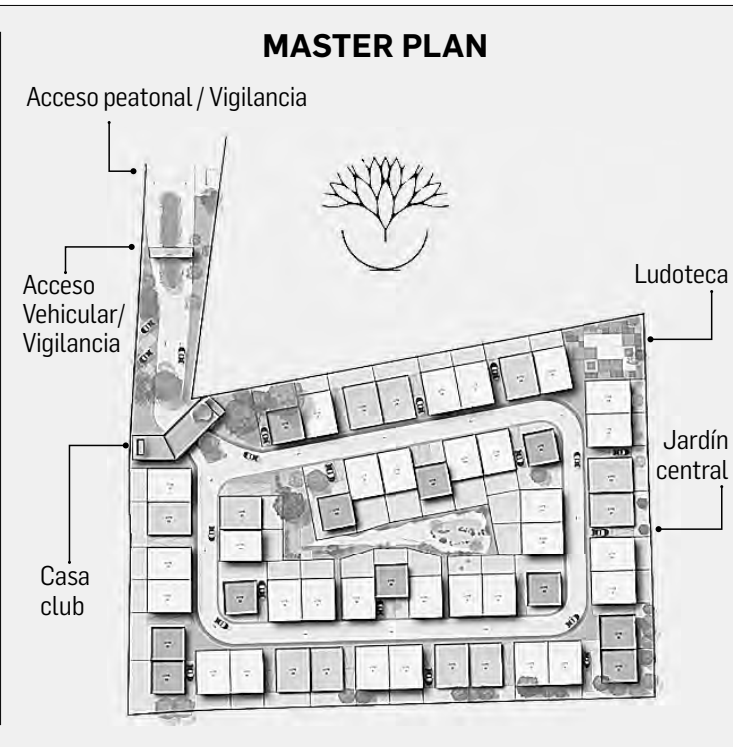 MASTER PLAN
Acceso peatonal / Vigilancia
Acceso
Vehicular/
Vigilancia
Ludoteca
Jardín
central
Casa
club